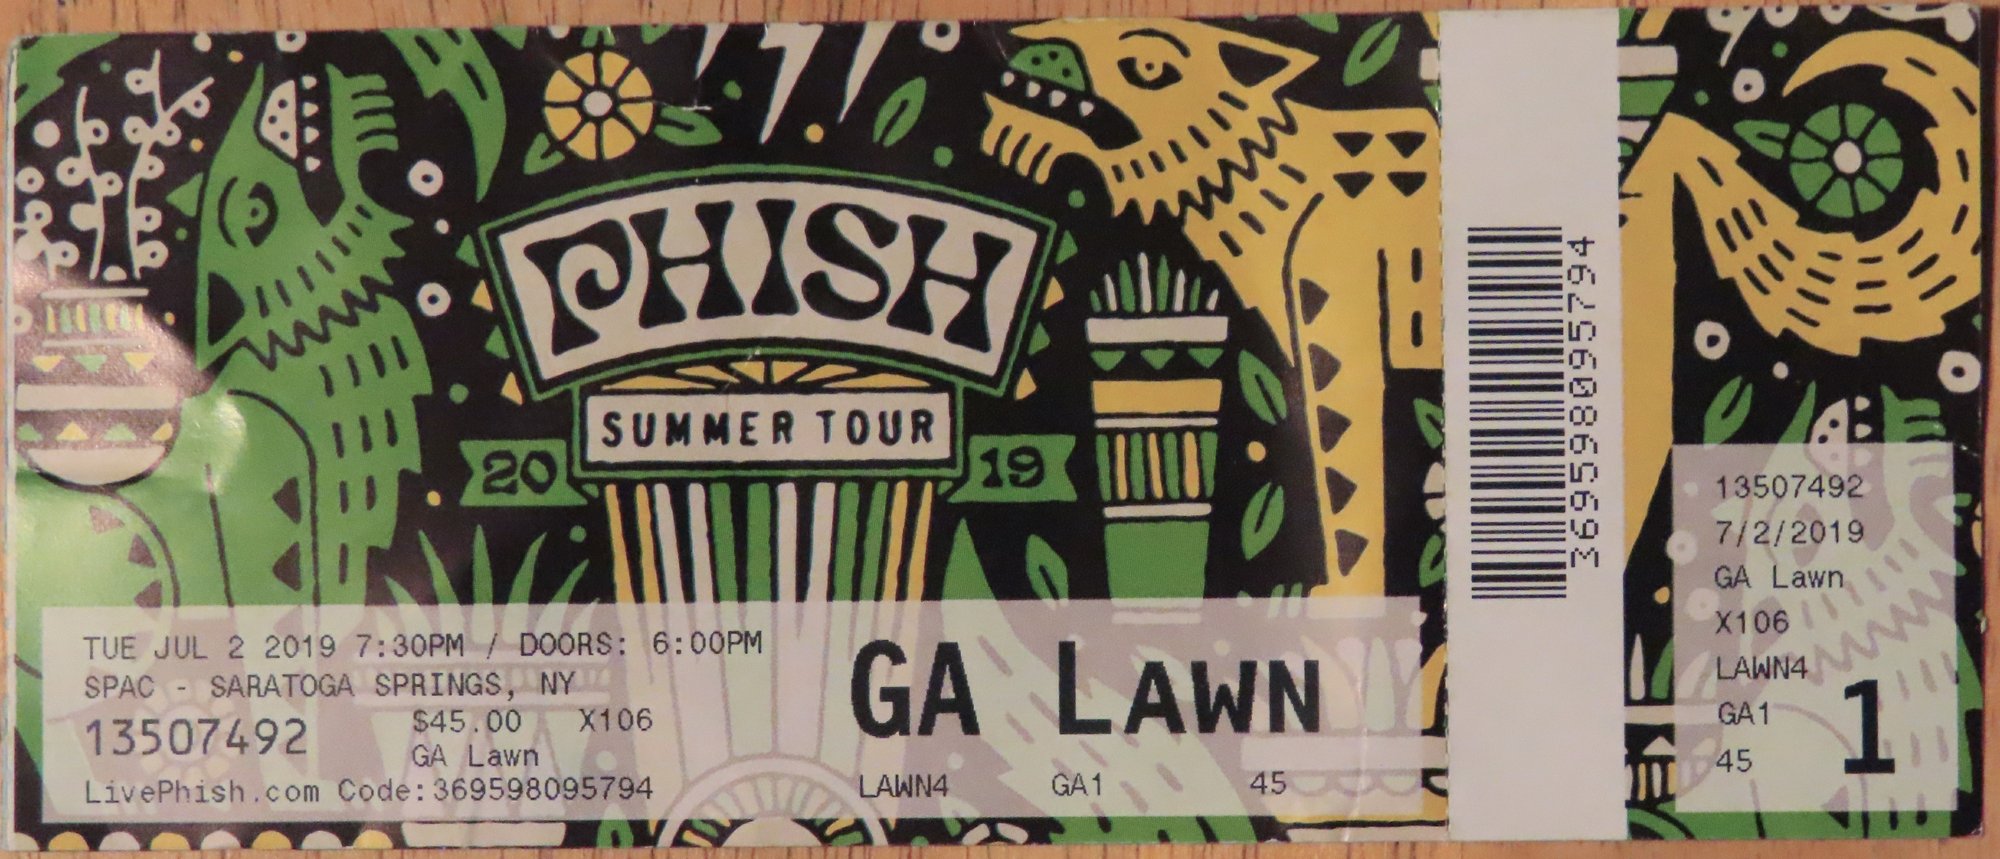 PHISH
SUMMER TOUR
20 19
TUE JUL 2 2019 7:30PM / DOORS: 6:00PM
SPAC - SARATOGA SPRINGS, NY
13507492 $45.00 X106
GA Lawn
LivePhish.com Code:369598095794
GA LAWN
LAWN4 GA1 45
369598095794
13507492
7/2/2019
GA Lawn
X106
LAWN4
GA1
45
1